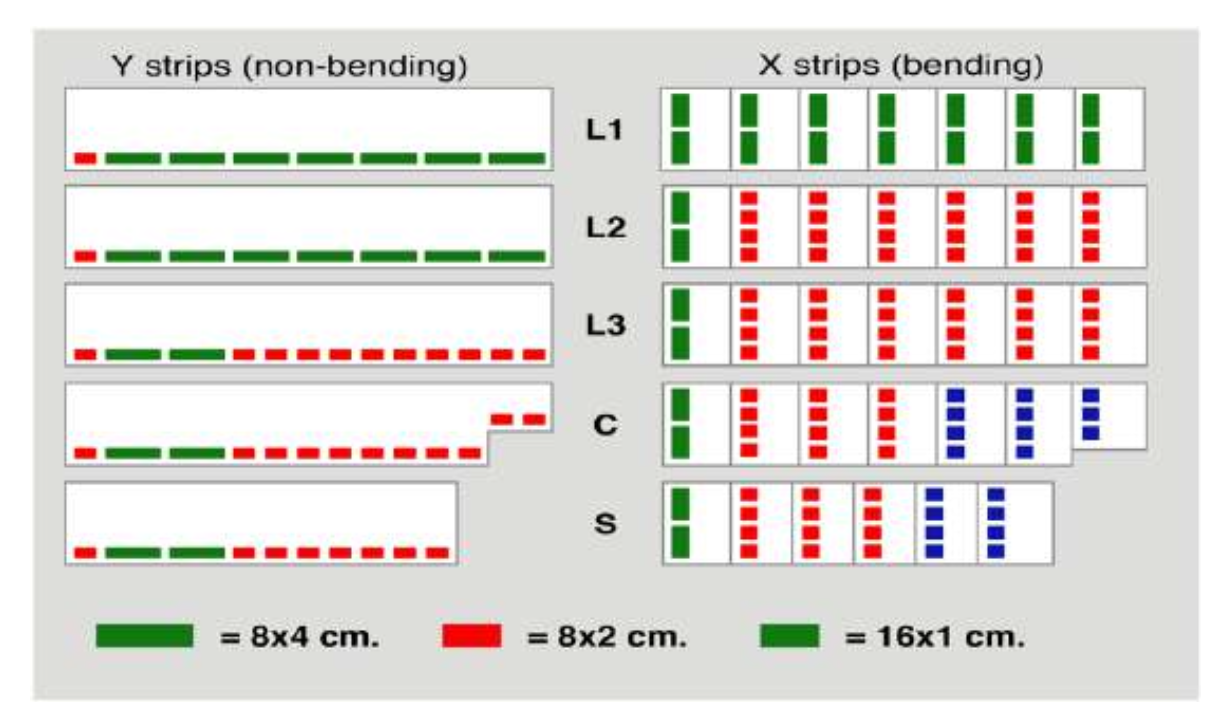 Y strips (non-bending) X strips (bending)
L1
L2
L3
C
S
= 8x4 cm. = 8x2 cm. = 16x1 cm.